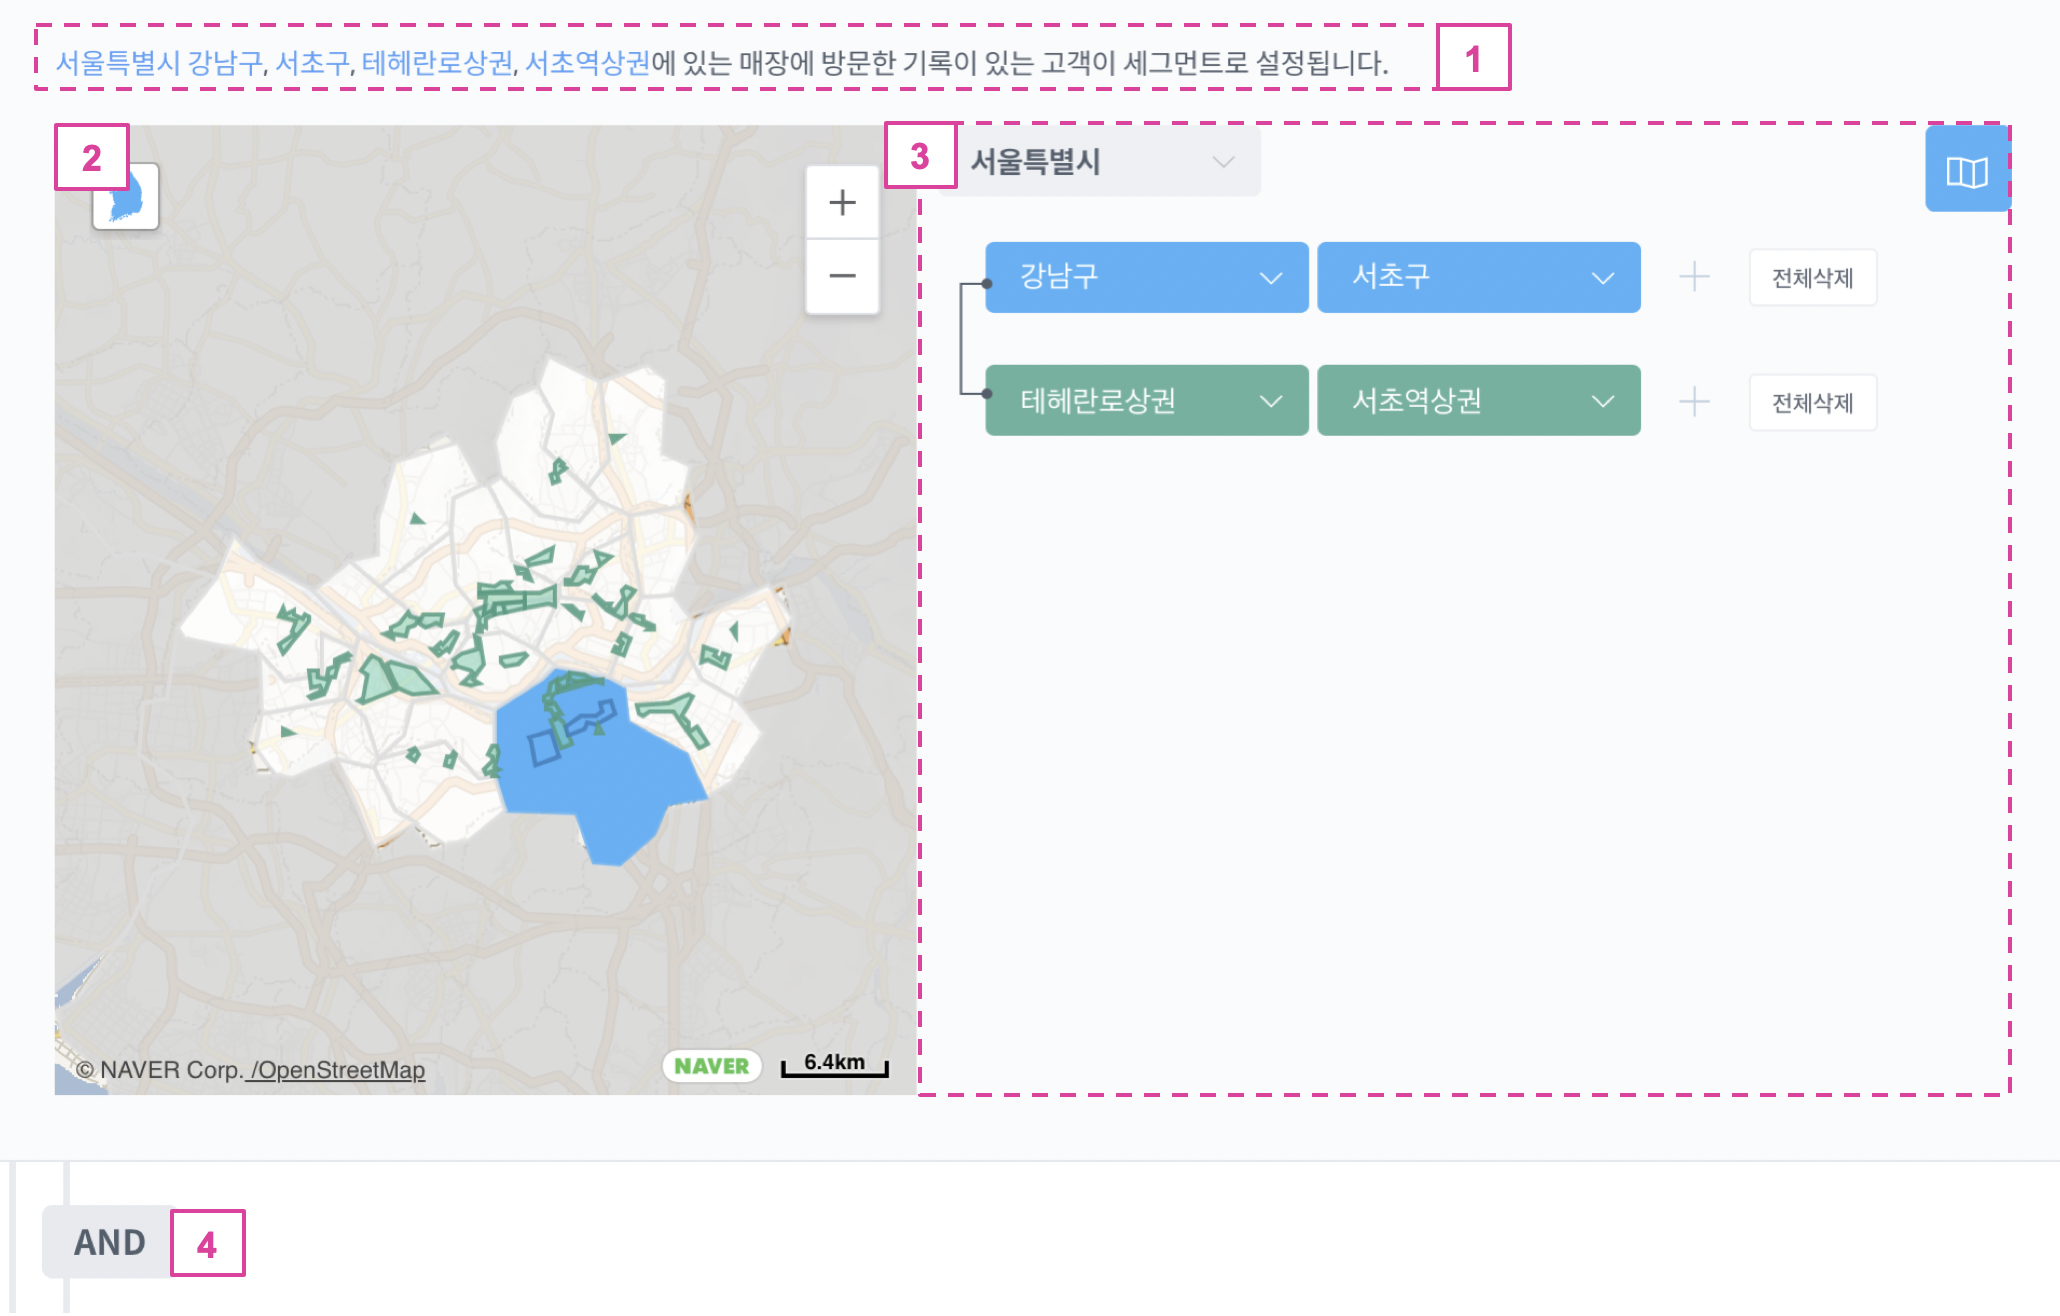 서울특별시 강남구, 서초구, 테헤란로상권, 서초역상권에 있는 매장에 방문한 기록이 있는 고객이 세그먼트로 설정됩니다.
1
2
3
서울특별시
+
−
강남구
서초구
+
전체삭제
테헤란로상권
서초역상권
+
전체삭제
© NAVER Corp. /OpenStreetMap
NAVER
6.4km
AND
4